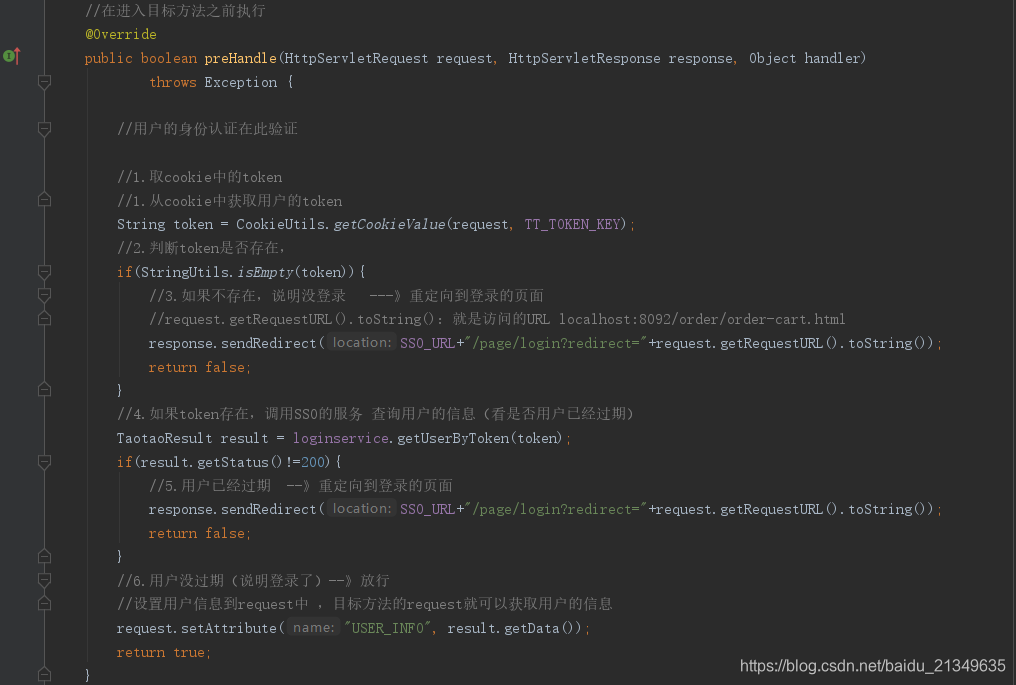 //在进入目标方法之前执行
@Override
public boolean preHandle(HttpServletRequest request, HttpServletResponse response, Object handler)
throws Exception {
//用户的身份认证在此验证
//1.取cookie中的token
//1.从cookie中获取用户的token
String token = CookieUtils.getCookieValue(request, TT_TOKEN_KEY);
//2.判断token是否存在，
if(StringUtils.isEmpty(token)){
//3.如果不存在，说明没登录   ---》重定向到登录的页面
//request.getRequestURL().toString()：就是访问的URL localhost:8092/order/order-cart.html
response.sendRedirect( location: SSO_URL+"/page/login?redirect="+request.getRequestURL().toString());
return false;
}
//4.如果token存在，调用SSO的服务 查询用户的信息（看是否用户已经过期）
TaotaoResult result = loginservice.getUserByToken(token);
if(result.getStatus()!=200){
//5.用户已经过期  --》重定向到登录的页面
response.sendRedirect( location: SSO_URL+"/page/login?redirect="+request.getRequestURL().toString());
return false;
}
//6.用户没过期（说明登录了）--》放行
//设置用户信息到request中 ，目标方法的request就可以获取用户的信息
request.setAttribute( name: "USER_INFO", result.getData());
return true;
}
https://blog.csdn.net/baidu_21349635